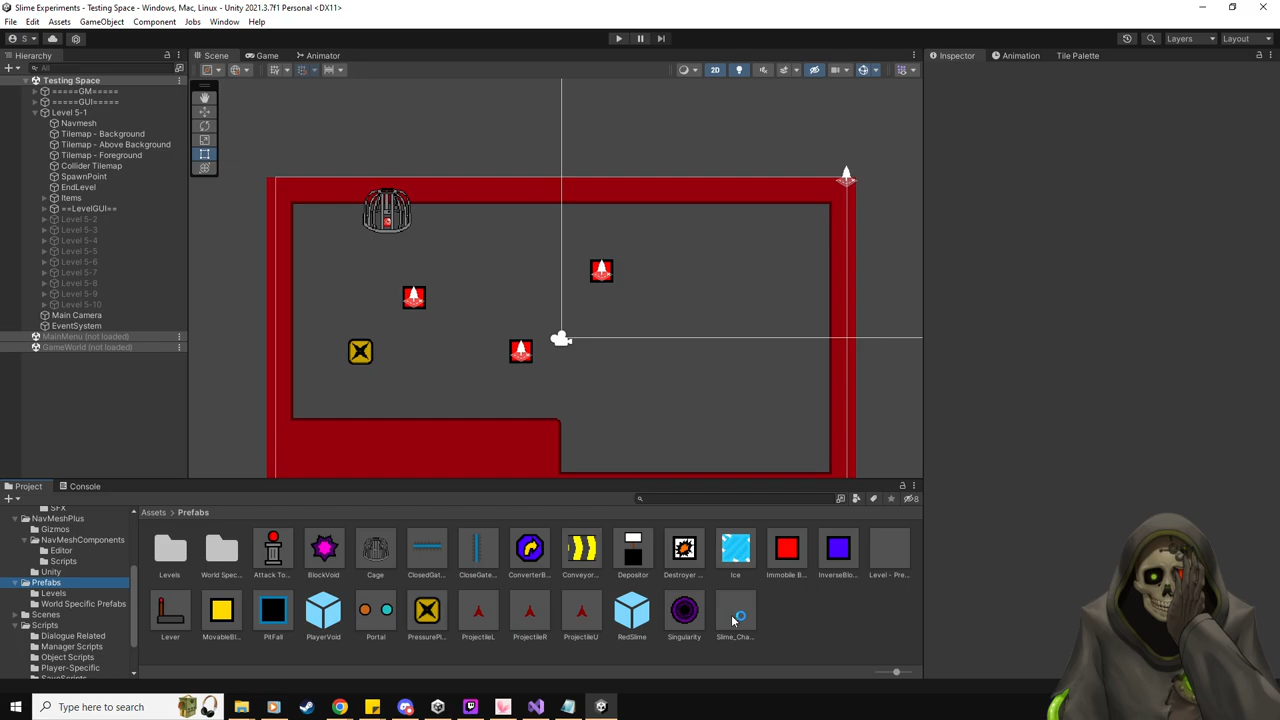 Slime Experiments - Testing Space - Windows, Mac, Linux - Unity 2021.3.7f1 Personal <DX11>
File Edit Assets GameObject Component Jobs Window Help
S
Layers Layout
Hierarchy
Scene Game Animator
Inspector Animation Tile Palette
All
2D
Testing Space
=====GM=====
=====GUI=====
Level 5-1
Navmesh
Tilemap - Background
Tilemap - Above Background
Tilemap - Foreground
Collider Tilemap
SpawnPoint
EndLevel
Items
==LevelGUI==
Level 5-2
Level 5-3
Level 5-4
Level 5-5
Level 5-6
Level 5-7
Level 5-8
Level 5-9
Level 5-10
Main Camera
EventSystem
MainMenu (not loaded)
GameWorld (not loaded)
Project Console
8
SFX
NavMeshPlus
Gizmos
NavMeshComponents
Editor
Scripts
Unity
Prefabs
Levels
World Specific Prefabs
Scenes
Scripts
Dialogue Related
Manager Scripts
Object Scripts
Player-Specific
SaveScripts
Assets > Prefabs
Levels World Spec... Attack To... BlockVoid Cage ClosedGat... CloseGate... ConverterB... Conveyor... Depositor Destroyer ... Ice Immobile B... InverseBlo... Level - Pre...
Lever MovableBl... PitFall PlayerVoid Portal PressurePl... ProjectileL ProjectileR ProjectileU RedSlime Singularity Slime_Cha...
Type here to search